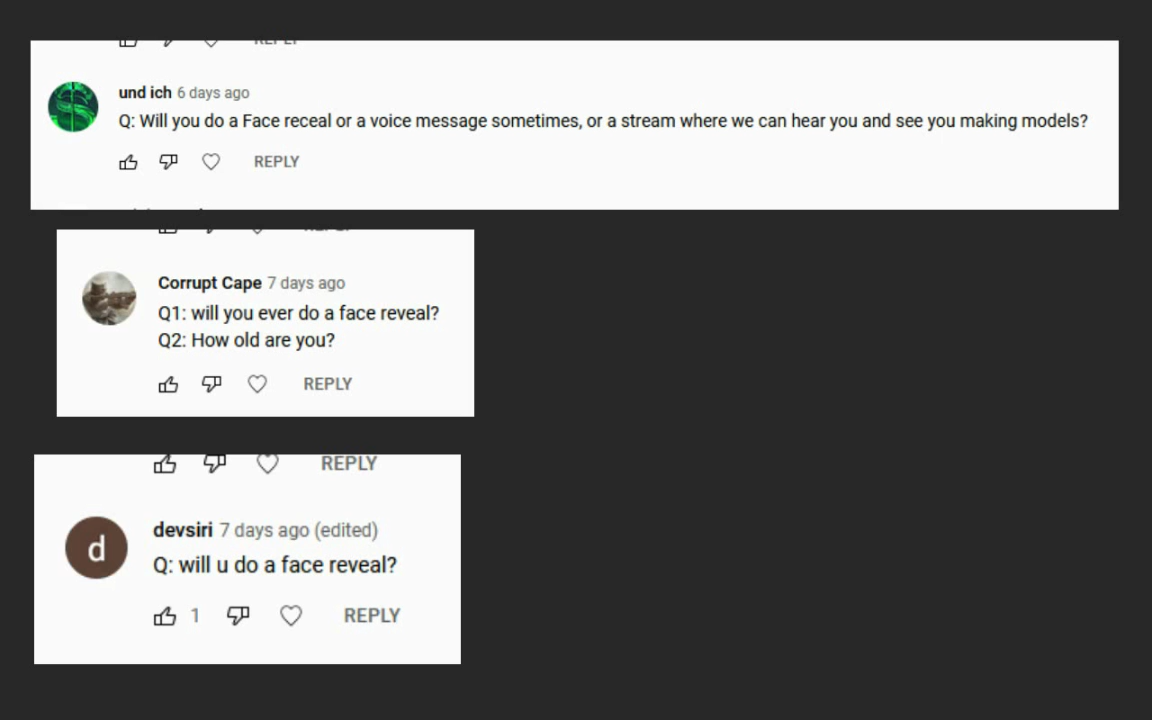 REPLY
und ich 6 days ago
Q: Will you do a Face receal or a voice message sometimes, or a stream where we can hear you and see you making models?
REPLY
Corrupt Cape 7 days ago
Q1: will you ever do a face reveal?
Q2: How old are you?
REPLY
REPLY
devsiri 7 days ago (edited)
Q: will u do a face reveal?
1 REPLY